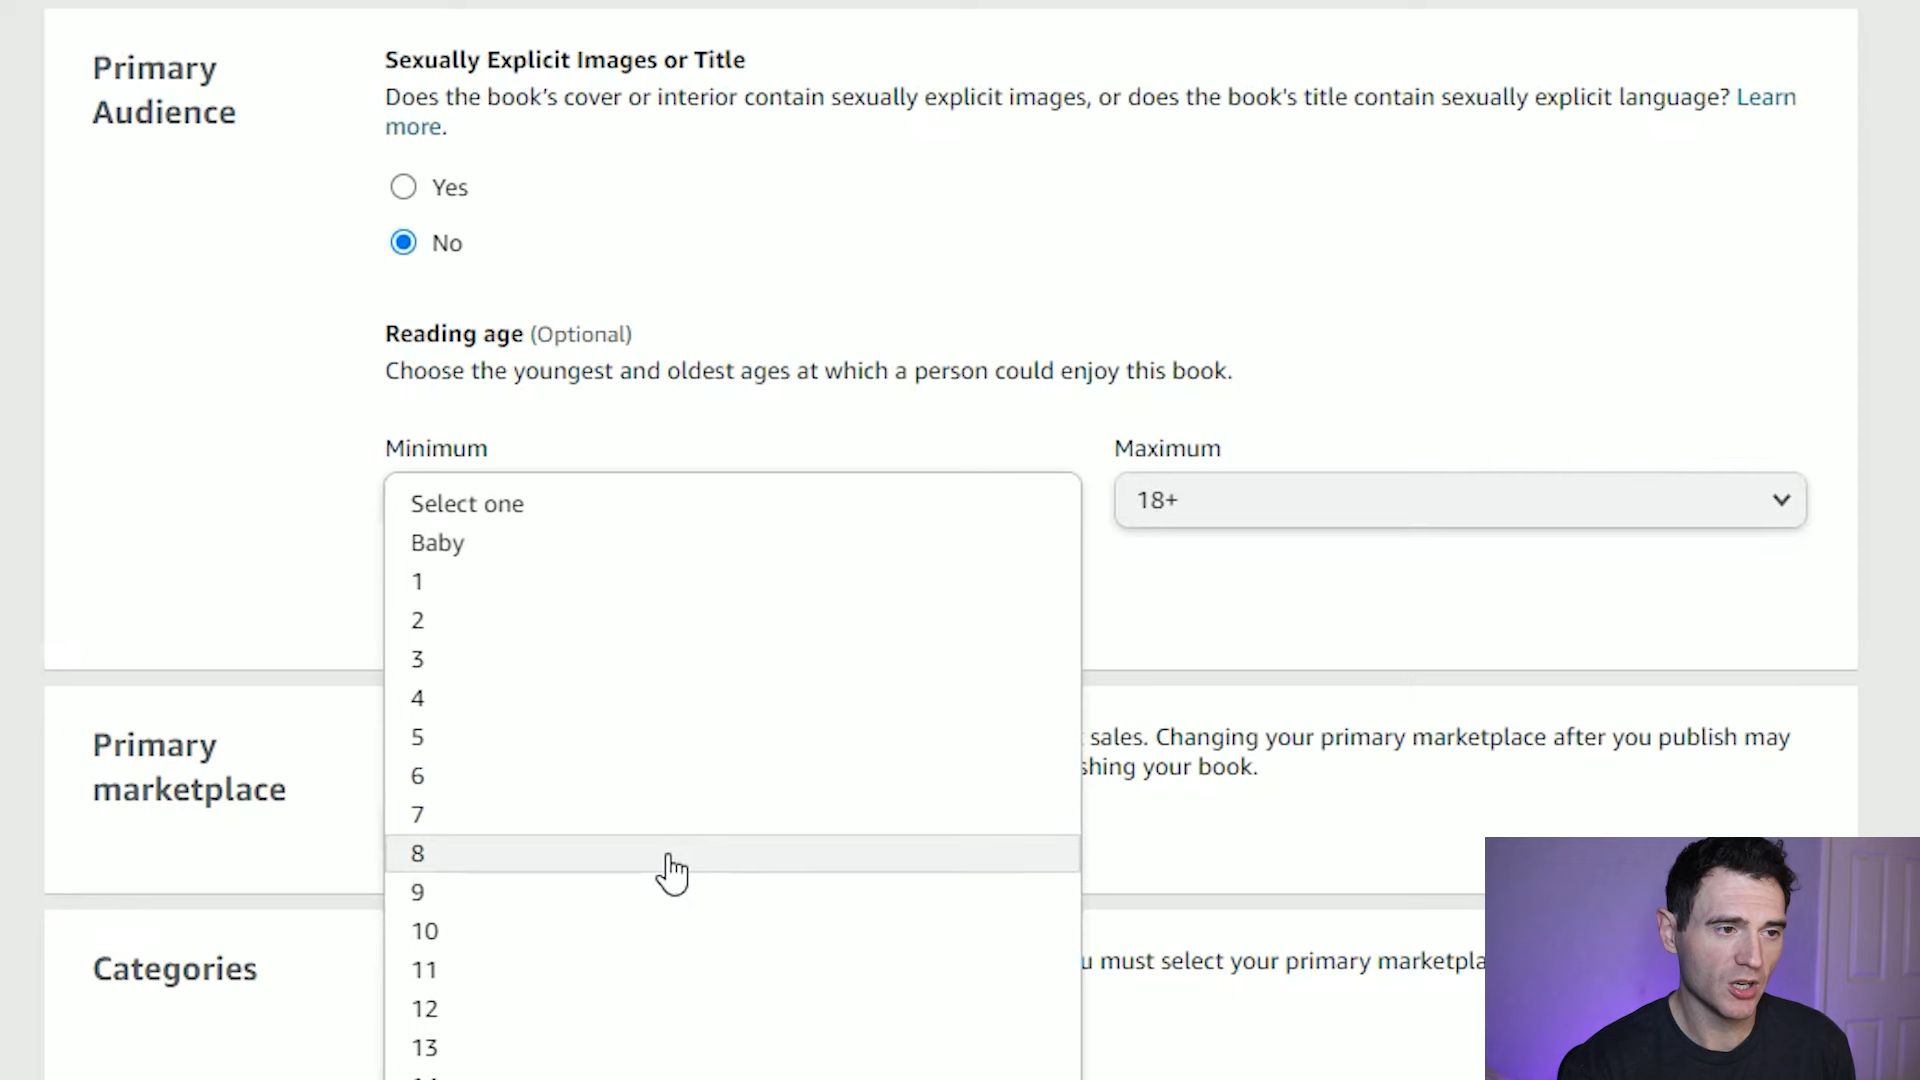 Primary
Audience
Sexually Explicit Images or Title
Does the book's cover or interior contain sexually explicit images, or does the book's title contain sexually explicit language? Learn
more.
Yes
No
Reading age (Optional)
Choose the youngest and oldest ages at which a person could enjoy this book.
Minimum
Maximum
Select one
18+
Baby
1
2
3
4
5
6
7
8
9
10
11
12
13
Primary
marketplace
sales. Changing your primary marketplace after you publish may
shing your book.
Categories
u must select your primary marketpla